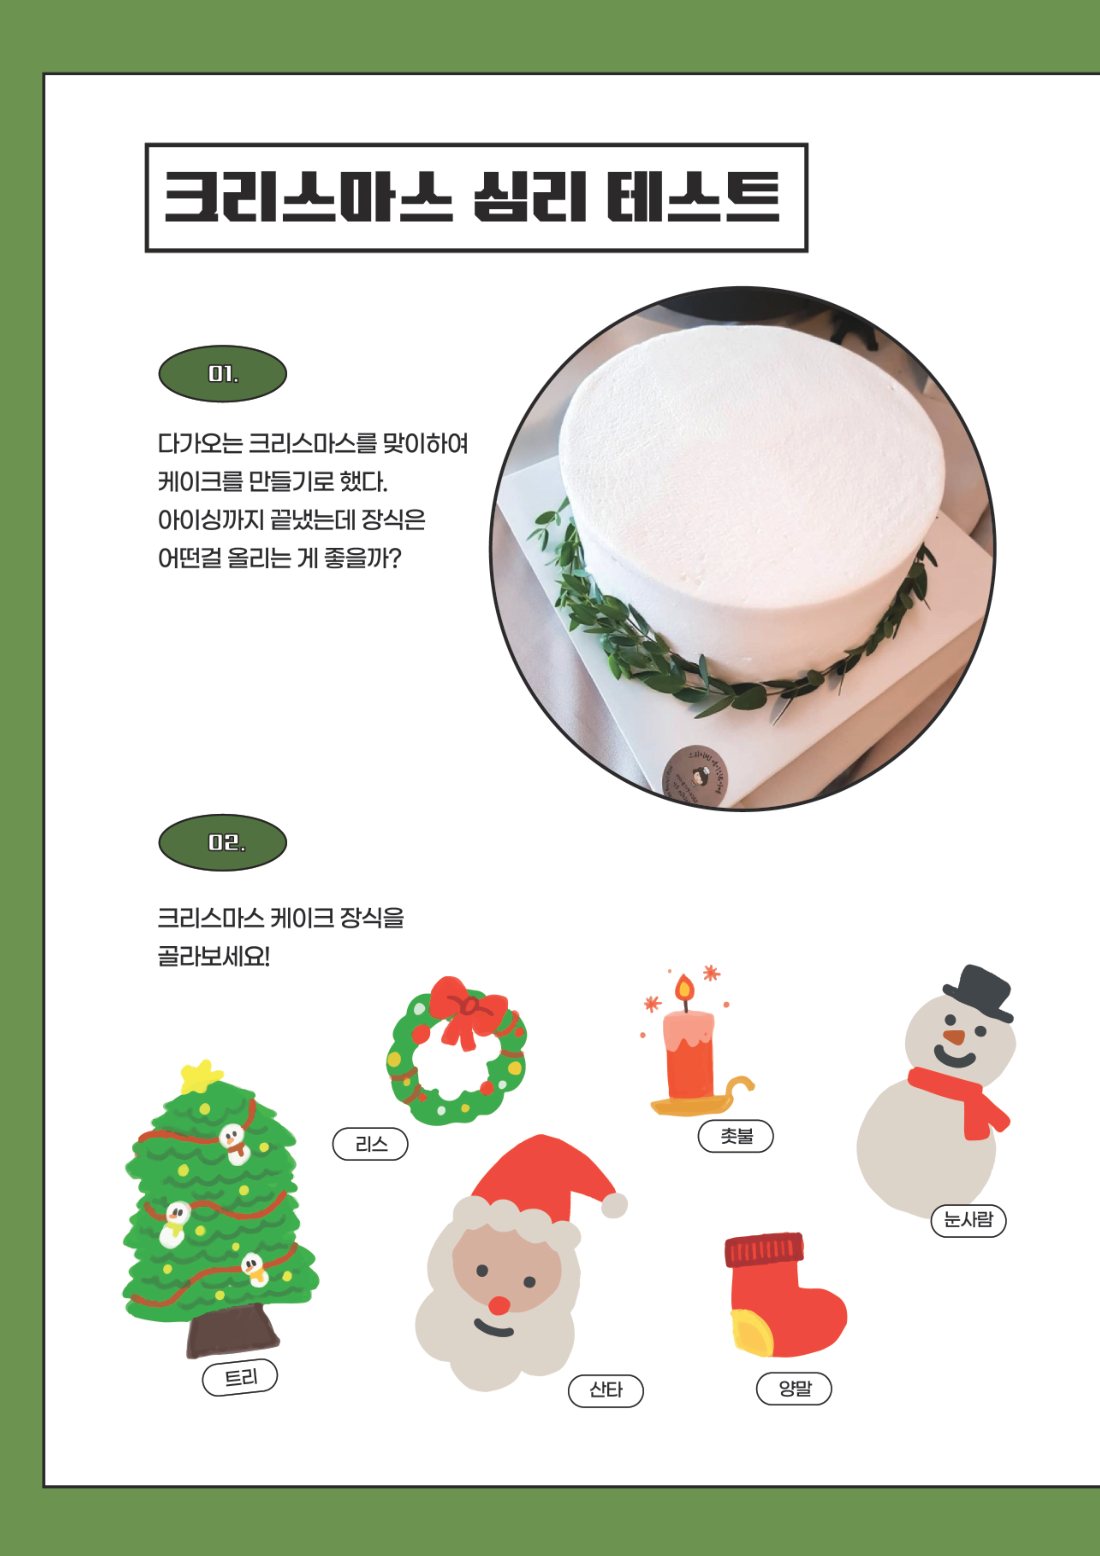 크리스마스 심리 테스트
01.
다가오는 크리스마스를 맞이하여
케이크를 만들기로 했다.
아이싱까지 끝냈는데 장식은
어떤걸 올리는 게 좋을까?
02.
크리스마스 케이크 장식을
골라보세요!
리스
촛불
눈사람
트리
산타
양말